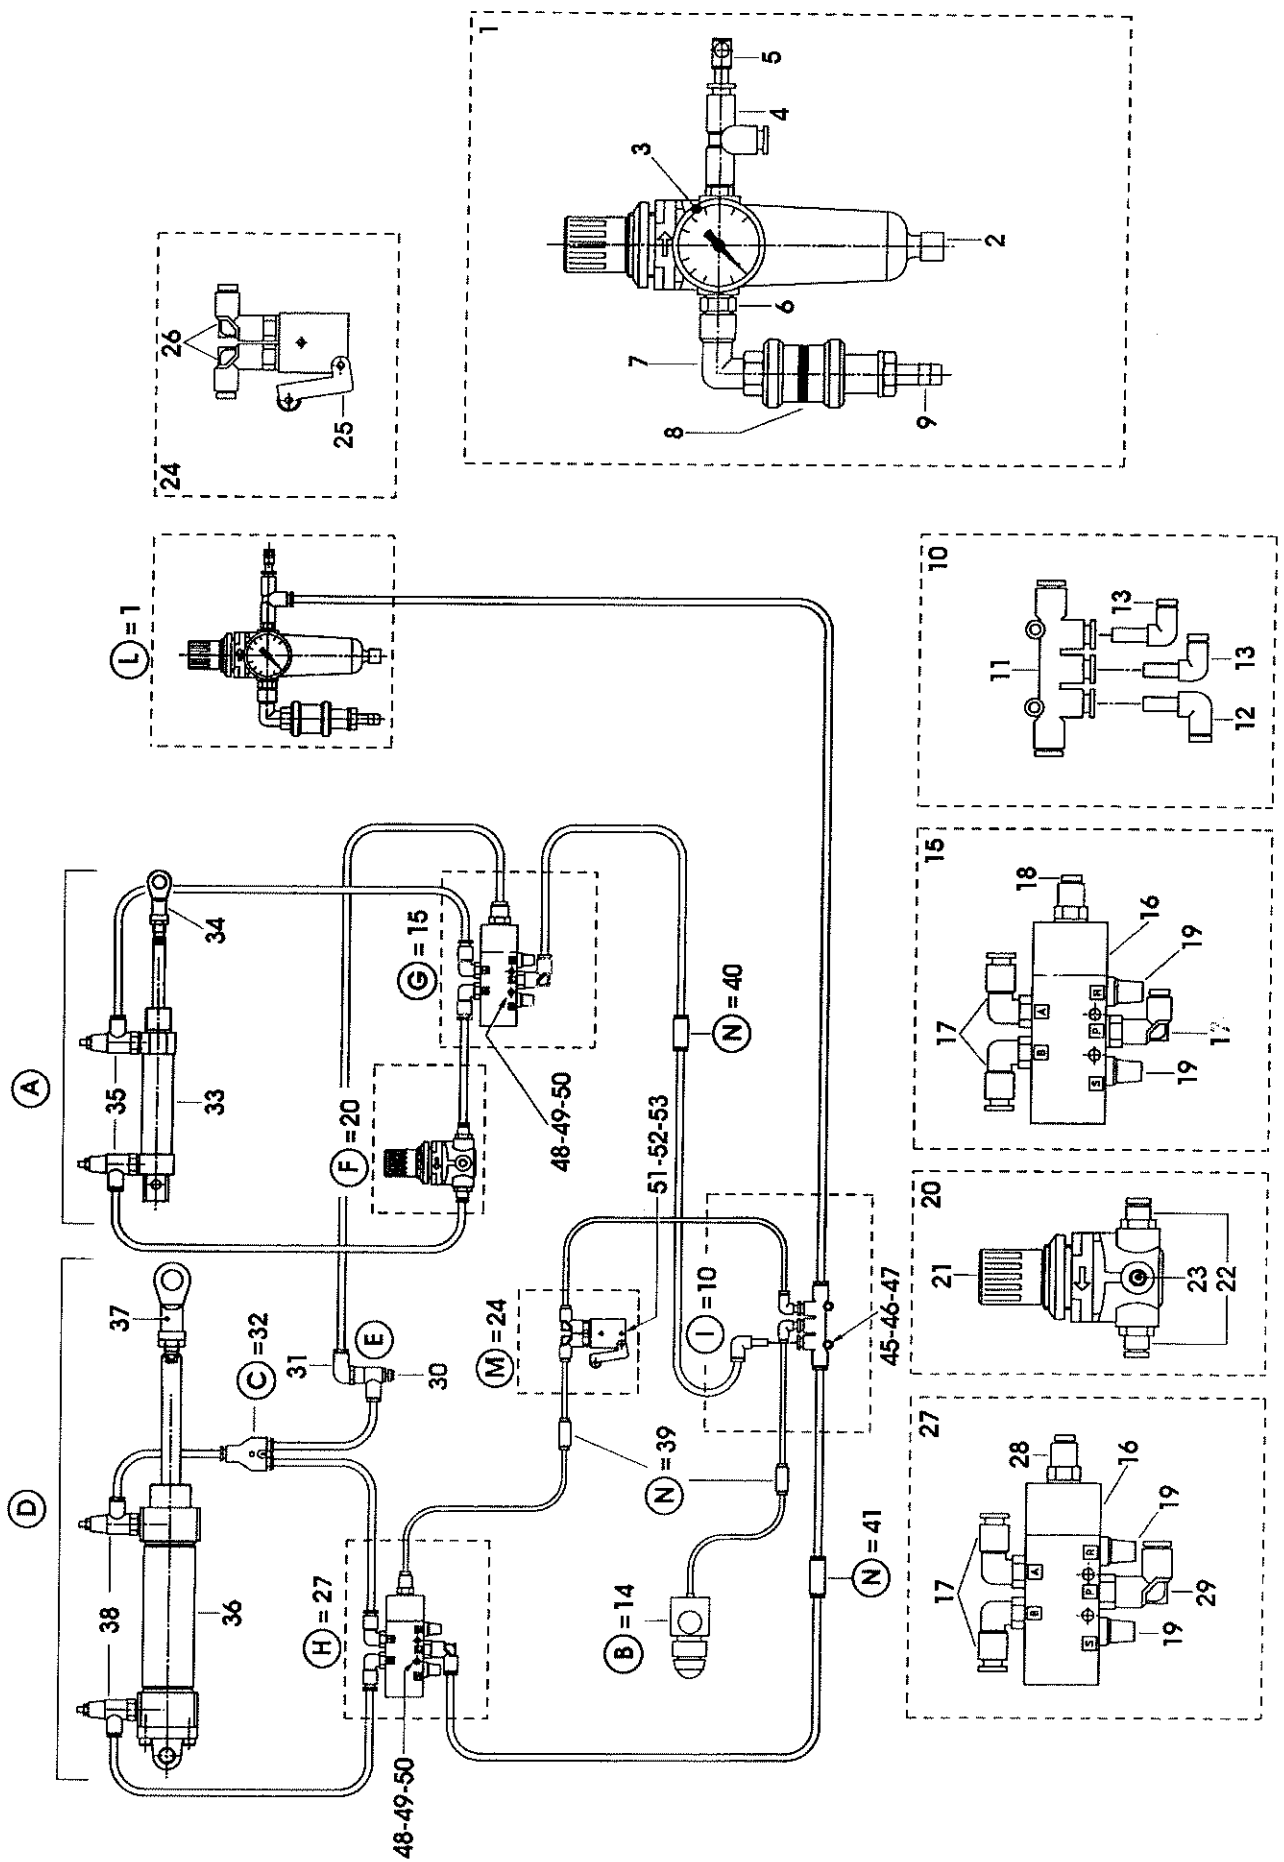 D
38
36
37
C = 32
31
E
30
A
35
33
34
F = 20
G = 15
48-49-50
L = 1
24
26
25
H = 27
48-49-50
M = 24
51-52-53
N = 40
N = 39
B = 14
I = 10
45-46-47
N = 41
1
3
5
4
7
6
2
8
9
27
17
28
B
A
16
S
P
R
19
19
29
20
21
23
22
15
17
18
B
A
16
S
P
R
19
19
10
11
13
12
13